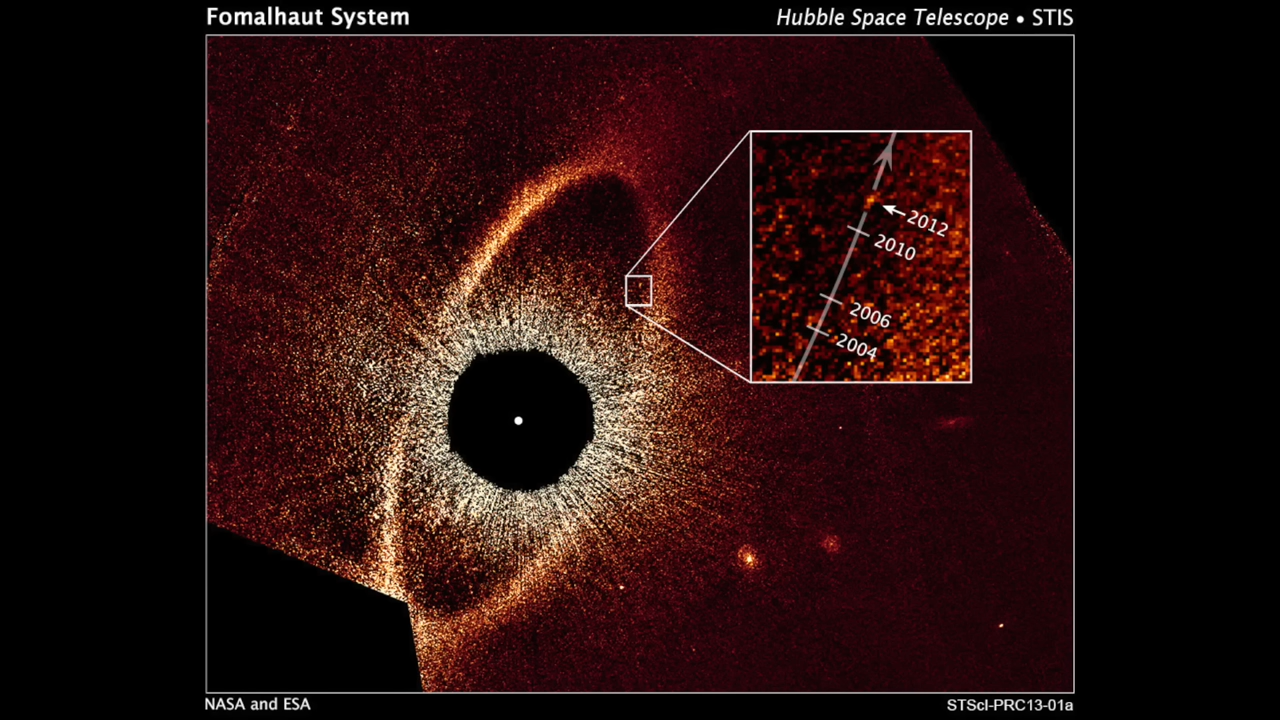 Fomalhaut System
Hubble Space Telescope • STIS
2012
2010
2006
2004
NASA and ESA
STScI-PRC13-01a